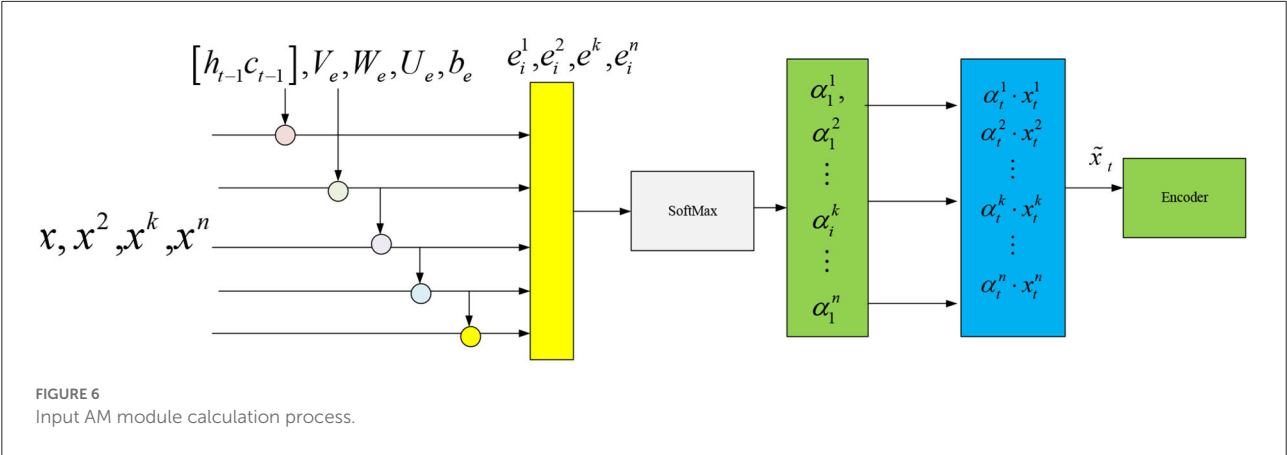 [h_{t-1}c_{t-1}],V_e,W_e,U_e,b_e
e_i^1,e_i^2,e^k,e_i^n
x,x^2,x^k,x^n
SoftMax
α_1^1,
α_1^2
⋮
α_i^k
⋮
α_1^n
α_t^1·x_t^1
α_t^2·x_t^2
⋮
α_t^k·x_t^k
⋮
α_t^n·x_t^n
x̃_t
Encoder
FIGURE 6
Input AM module calculation process.